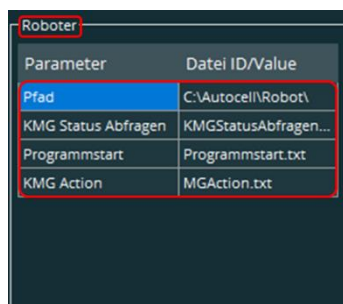 Roboter
Parameter Datei ID/Value
Pfad C:\Autocell\Robot\
KMG Status Abfragen KMGStatusAbfragen...
Programmstart Programmstart.txt
KMG Action MGAction.txt